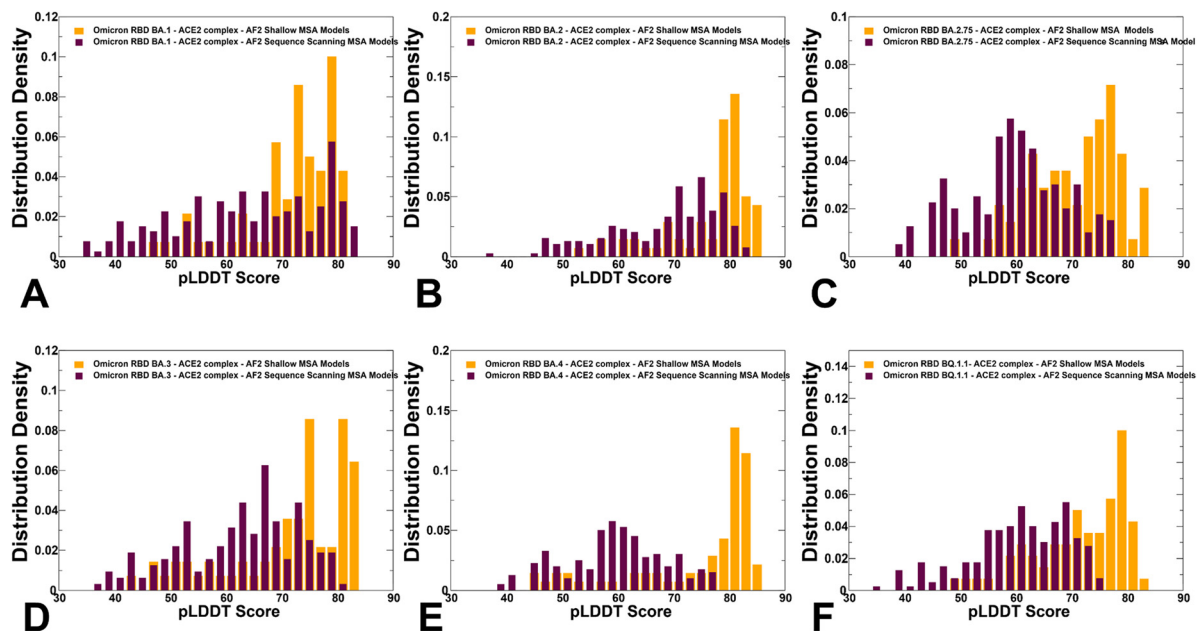 0.12
0.1
0.08
0.06
0.04
0.02
0
Distribution Density
Omicron RBD BA.1 - ACE2 complex - AF2 Shallow MSA Models
Omicron RBD BA.1 - ACE2 complex - AF2 Sequence Scanning MSA Models
30 40 50 60 70 80 90
pLDDT Score
A
0.2
0.15
0.1
0.05
0
Distribution Density
Omicron RBD BA.2 - ACE2 complex - AF2 Shallow MSA Models
Omicron RBD BA.2 - ACE2 complex - AF2 Sequence Scanning MSA Models
30 40 50 60 70 80 90
pLDDT Score
B
0.1
0.08
0.06
0.04
0.02
0
Distribution Density
Omicron RBD BA.2.75 - ACE2 complex - AF2 Shallow MSA Models
Omicron RBD BA.2.75 - ACE2 complex - AF2 Sequence Scanning MSA Models
30 40 50 60 70 80 90
pLDDT Score
C
0.12
0.1
0.08
0.06
0.04
0.02
0
Distribution Density
Omicron RBD BA.3 - ACE2 complex - AF2 Shallow MSA Models
Omicron RBD BA.3 - ACE2 complex - AF2 Sequence Scanning MSA Models
30 40 50 60 70 80 90
pLDDT Score
D
0.2
0.15
0.1
0.05
0
Distribution Density
Omicron RBD BA.4 - ACE2 complex - AF2 Shallow MSA Models
Omicron RBD BA.4 - ACE2 complex - AF2 Sequence Scanning MSA Models
30 40 50 60 70 80 90
pLDDT Score
E
0.14
0.12
0.1
0.08
0.06
0.04
0.02
0
Distribution Density
Omicron RBD BQ.1.1- ACE2 complex - AF2 Shallow MSA Models
Omicron RBD BQ.1.1 - ACE2 complex - AF2 Sequence Scanning MSA Models
30 40 50 60 70 80 90
pLDDT Score
F